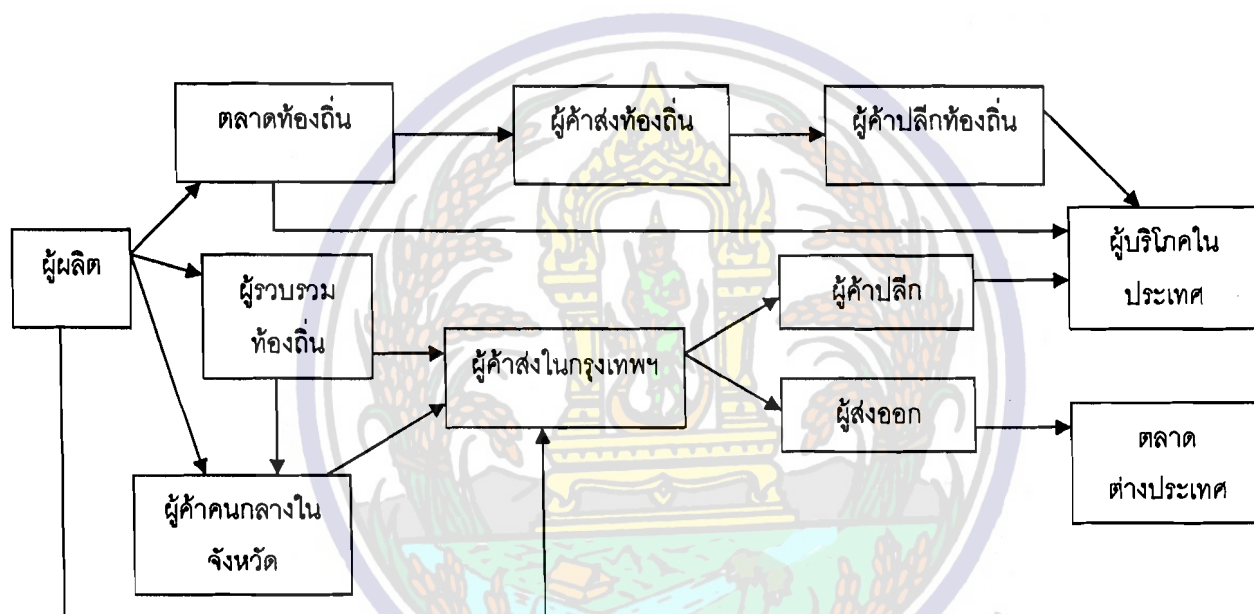 ตลาดท้องถิ่น
ผู้ค้าส่งท้องถิ่น
ผู้ค้าปลีกท้องถิ่น
ผู้ผลิต
ผู้รวบรวม
ท้องถิ่น
ผู้ค้าปลีก
ผู้บริโภคใน
ประเทศ
ผู้ค้าส่งในกรุงเทพฯ
ผู้ส่งออก
ตลาด
ต่างประเทศ
ผู้ค้าคนกลางใน
จังหวัด